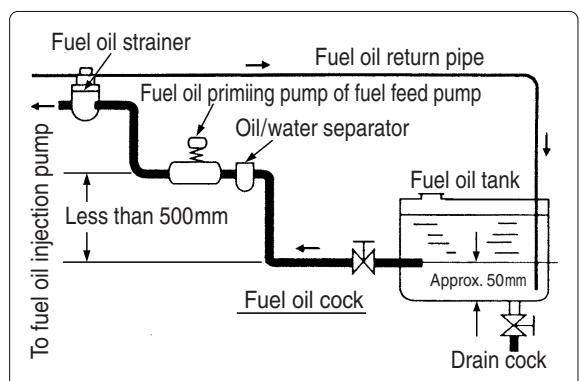 Fuel oil strainer
Fuel oil return pipe
Fuel oil primiing pump of fuel feed pump
Oil/water separator
To fuel oil injection pump
Less than 500mm
Fuel oil tank
Approx. 50mm
Fuel oil cock
Drain cock